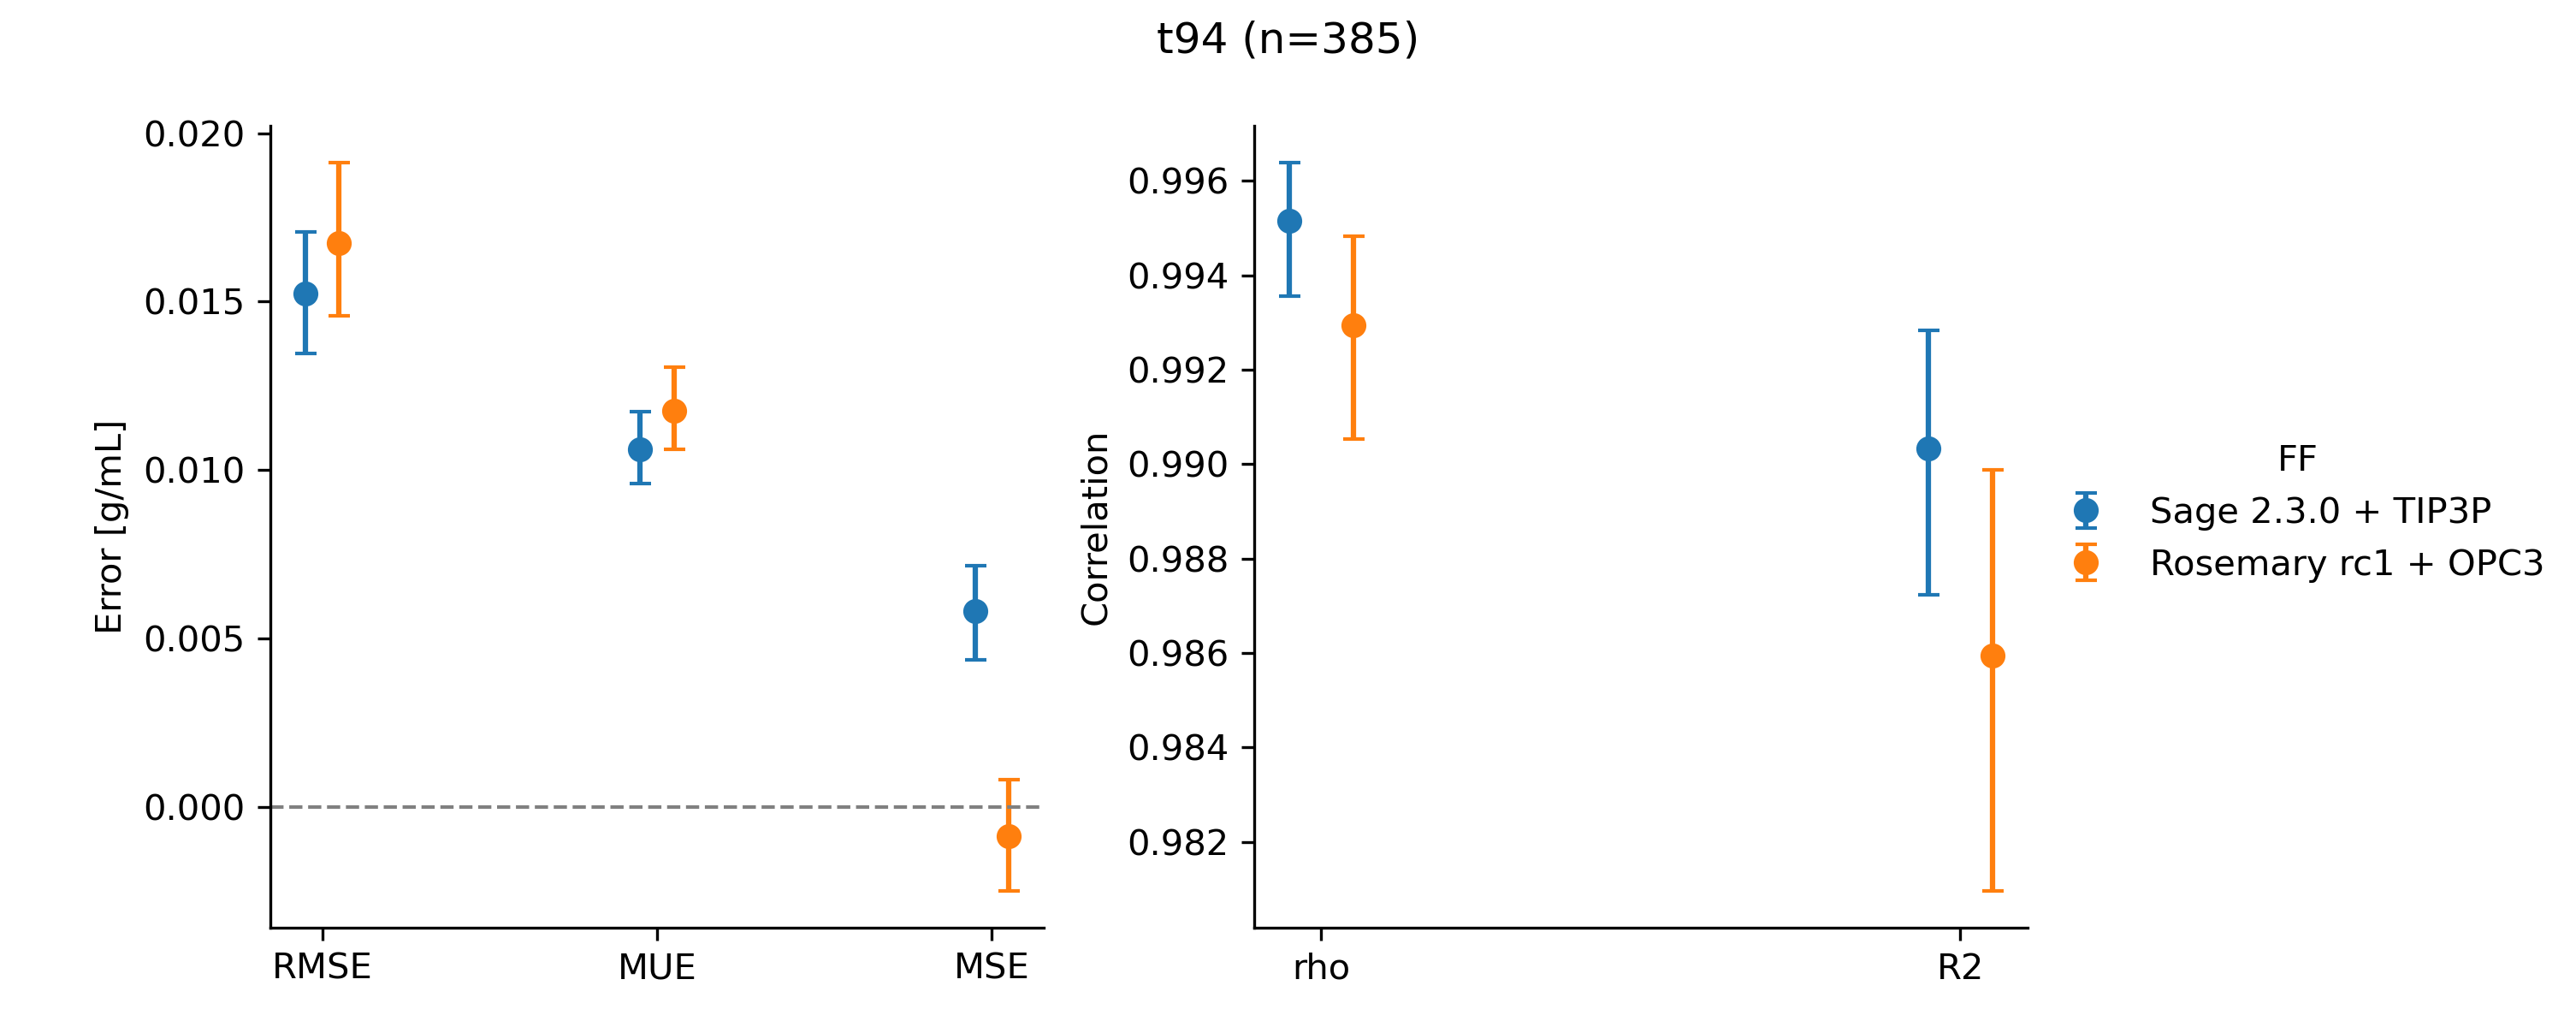 t94 (n=385)
Error [g/mL]
0.020
0.015
0.010
0.005
0.000
RMSE
MUE
MSE
Correlation
0.996
0.994
0.992
0.990
0.988
0.986
0.984
0.982
rho
R2
FF
Sage 2.3.0 + TIP3P
Rosemary rc1 + OPC3